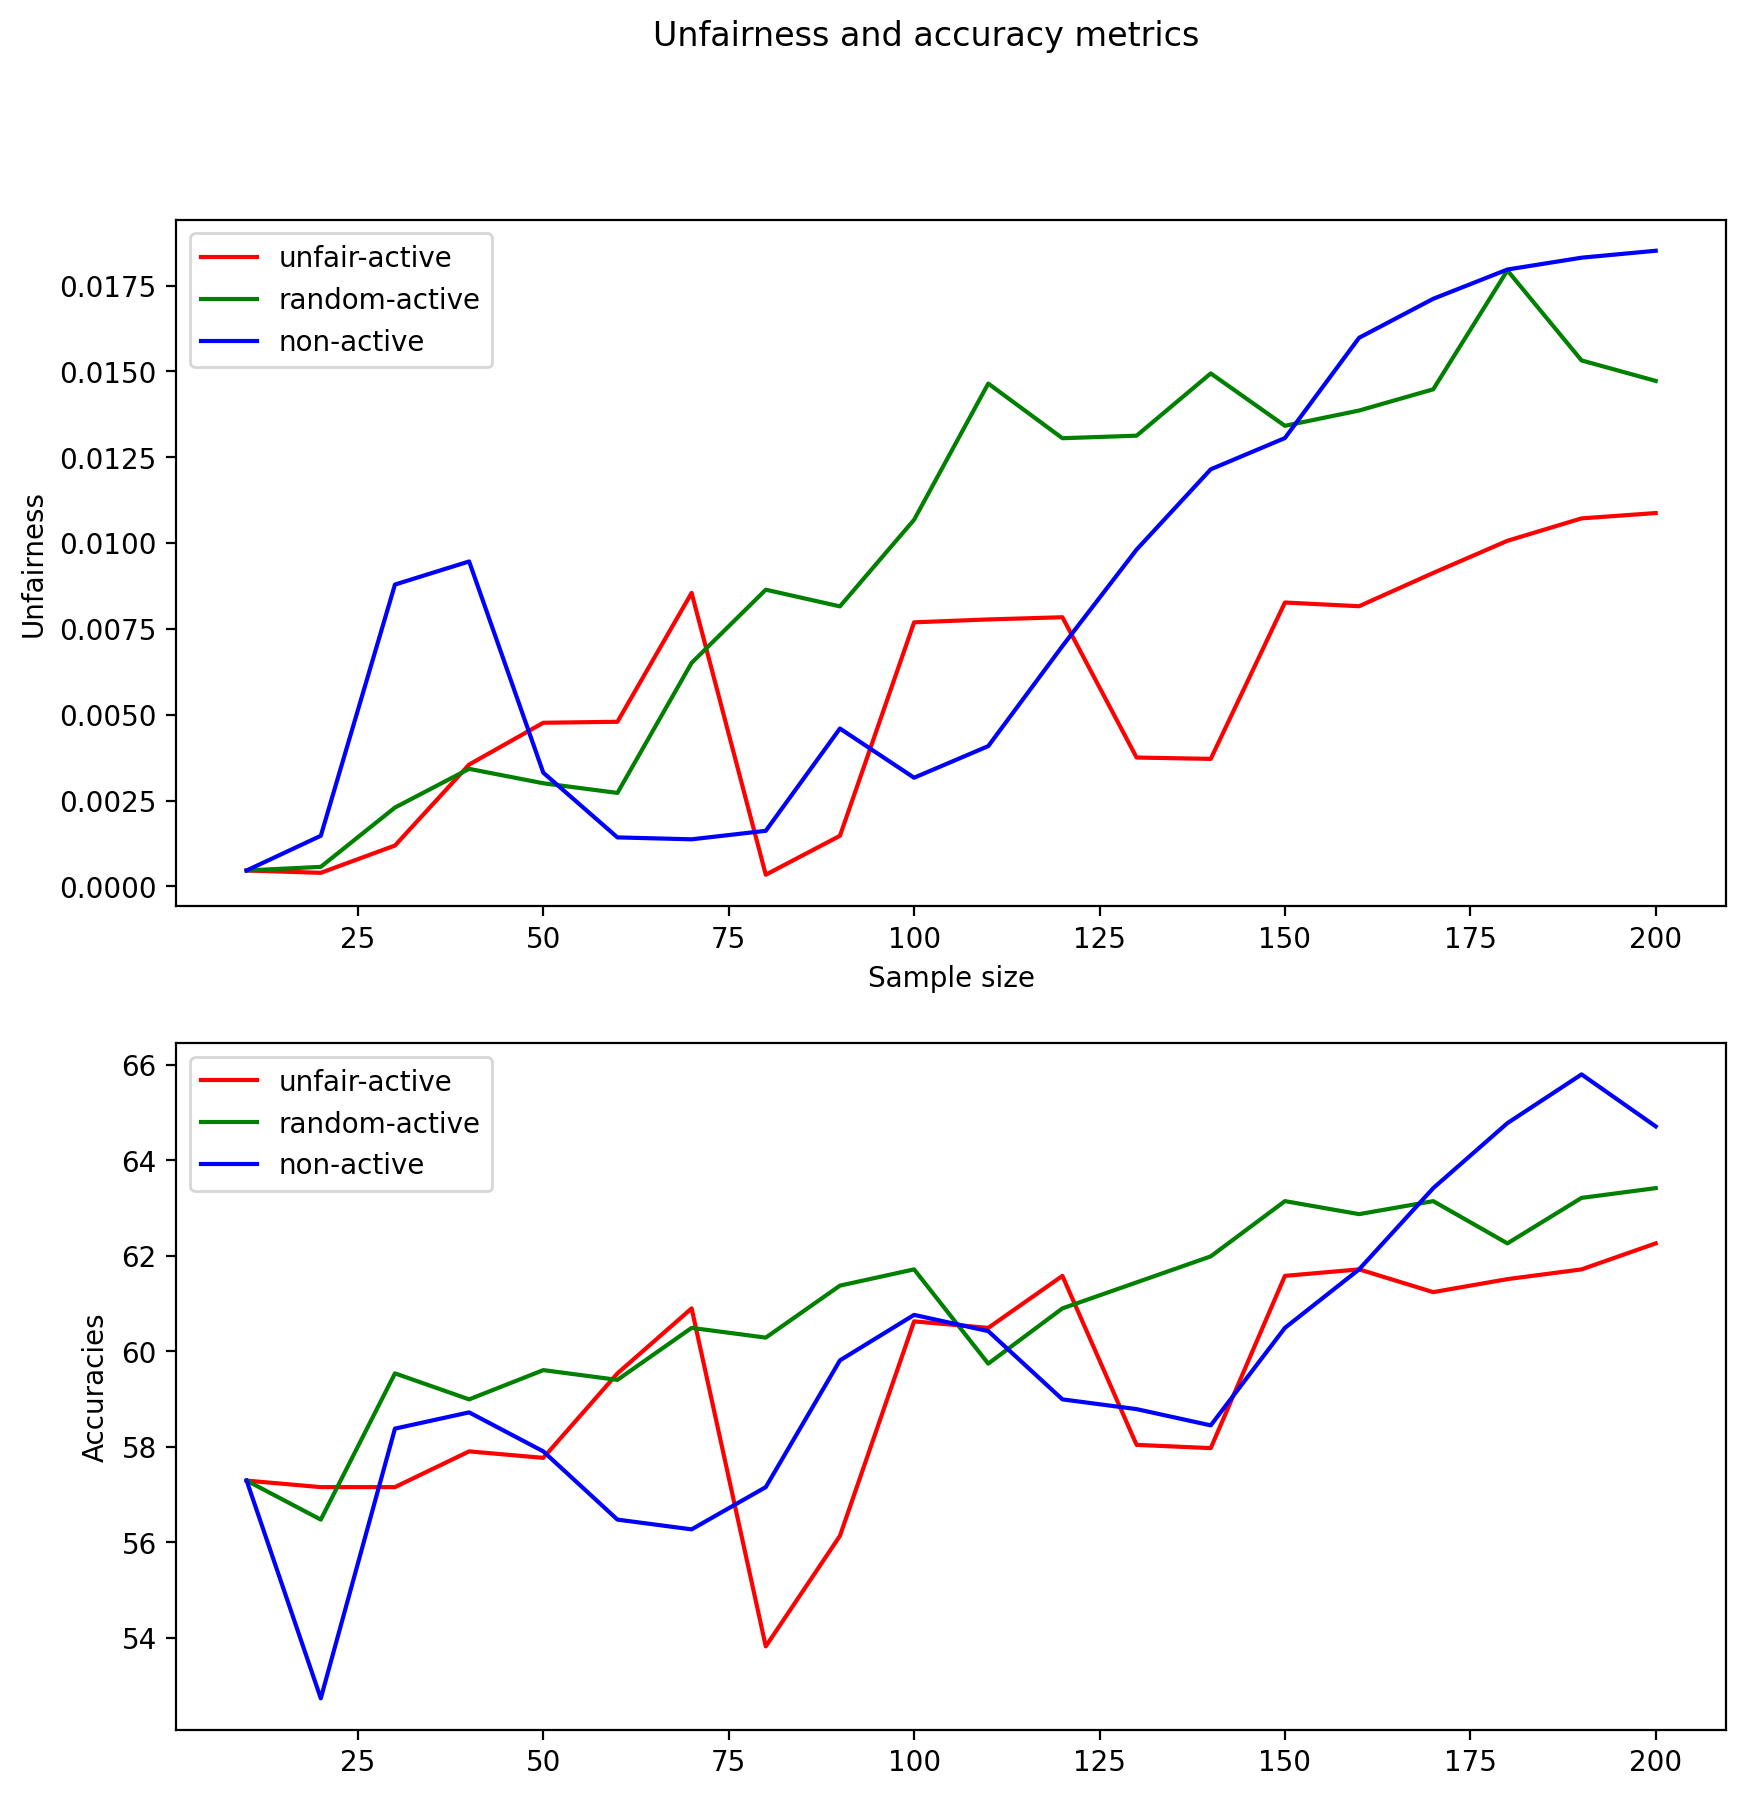 Unfairness and accuracy metrics
unfair-active
random-active
non-active
0.0175
0.0150
0.0125
0.0100
0.0075
0.0050
0.0025
0.0000
Unfairness
25 50 75 100 125 150 175 200
Sample size
unfair-active
random-active
non-active
66
64
62
60
58
56
54
Accuracies
25 50 75 100 125 150 175 200